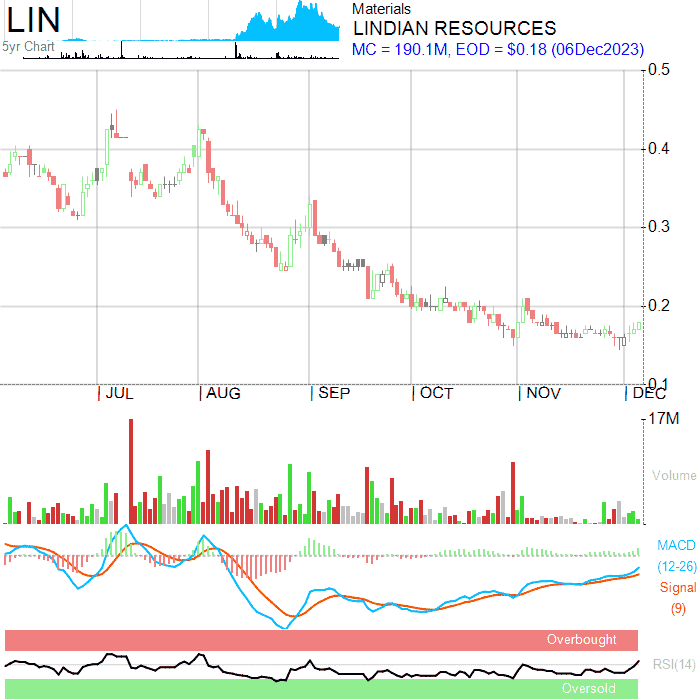 LIN
5yr Chart
Materials
LINDIAN RESOURCES
MC = 190.1M, EOD = $0.18 (06Dec2023)
0.5
0.4
0.3
0.2
0.1
JUL AUG SEP OCT NOV DEC
17M
Volume
MACD
(12-26)
Signal
(9)
Overbought
RSI(14)
Oversold